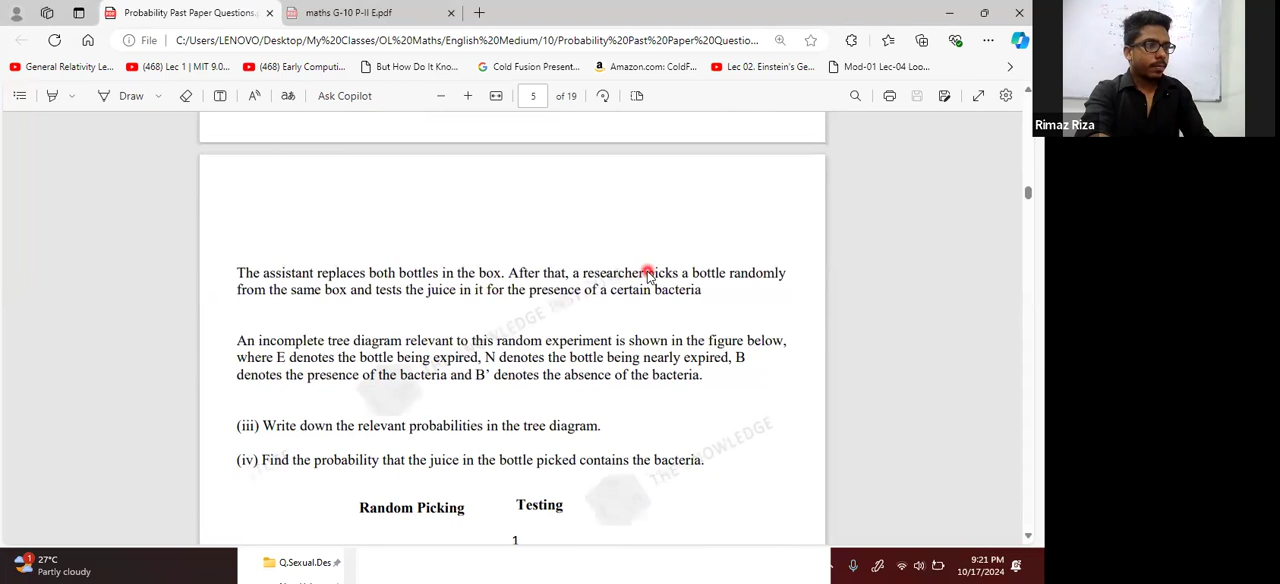 Probability Past Paper Questions.
maths G-10 P-II E.pdf
File
C:/Users/LENOVO/Desktop/My%20Classes/OL%20Maths/English%20Medium/10/Probability%20Past%20Paper%20Questio...
General Relativity Le...
(468) Lec 1 | MIT 9.0...
(468) Early Computi...
But How Do It Kno...
Cold Fusion Present...
Amazon.com: ColdF...
Lec 02. Einstein's Ge...
Mod-01 Lec-04 Loo...
Draw
Ask Copilot
5 of 19
Rimaz Riza
The assistant replaces both bottles in the box. After that, a researcher picks a bottle randomly
from the same box and tests the juice in it for the presence of a certain bacteria
An incomplete tree diagram relevant to this random experiment is shown in the figure below,
where E denotes the bottle being expired, N denotes the bottle being nearly expired, B
denotes the presence of the bacteria and B' denotes the absence of the bacteria.
(iii) Write down the relevant probabilities in the tree diagram.
(iv) Find the probability that the juice in the bottle picked contains the bacteria.
THE KNOWLEDGE
Random Picking Testing
1
27°C
Partly cloudy
Q.Sexual.Des
9:21 PM
10/17/2024